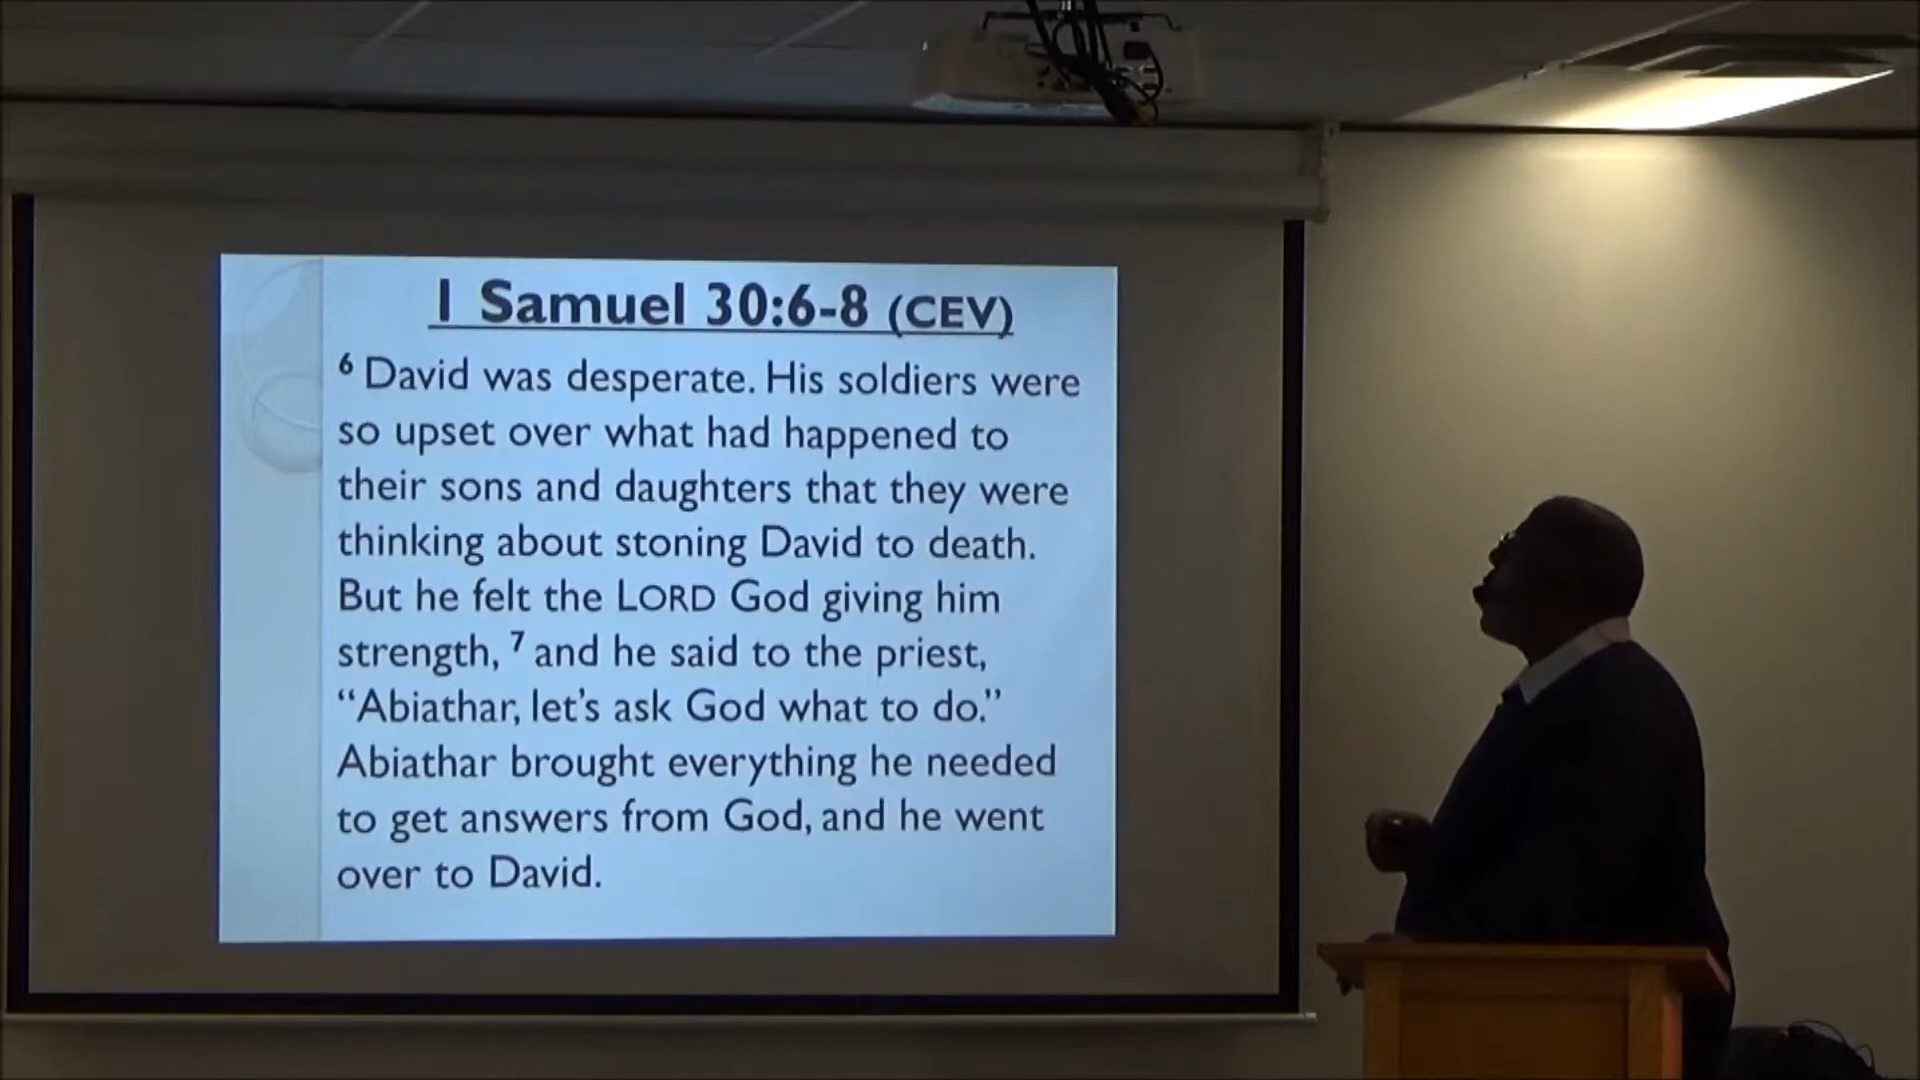 1 Samuel 30:6-8 (CEV)
⁶ David was desperate. His soldiers were
so upset over what had happened to
their sons and daughters that they were
thinking about stoning David to death.
But he felt the LORD God giving him
strength, ⁷ and he said to the priest,
“Abiathar, let’s ask God what to do.”
Abiathar brought everything he needed
to get answers from God, and he went
over to David.